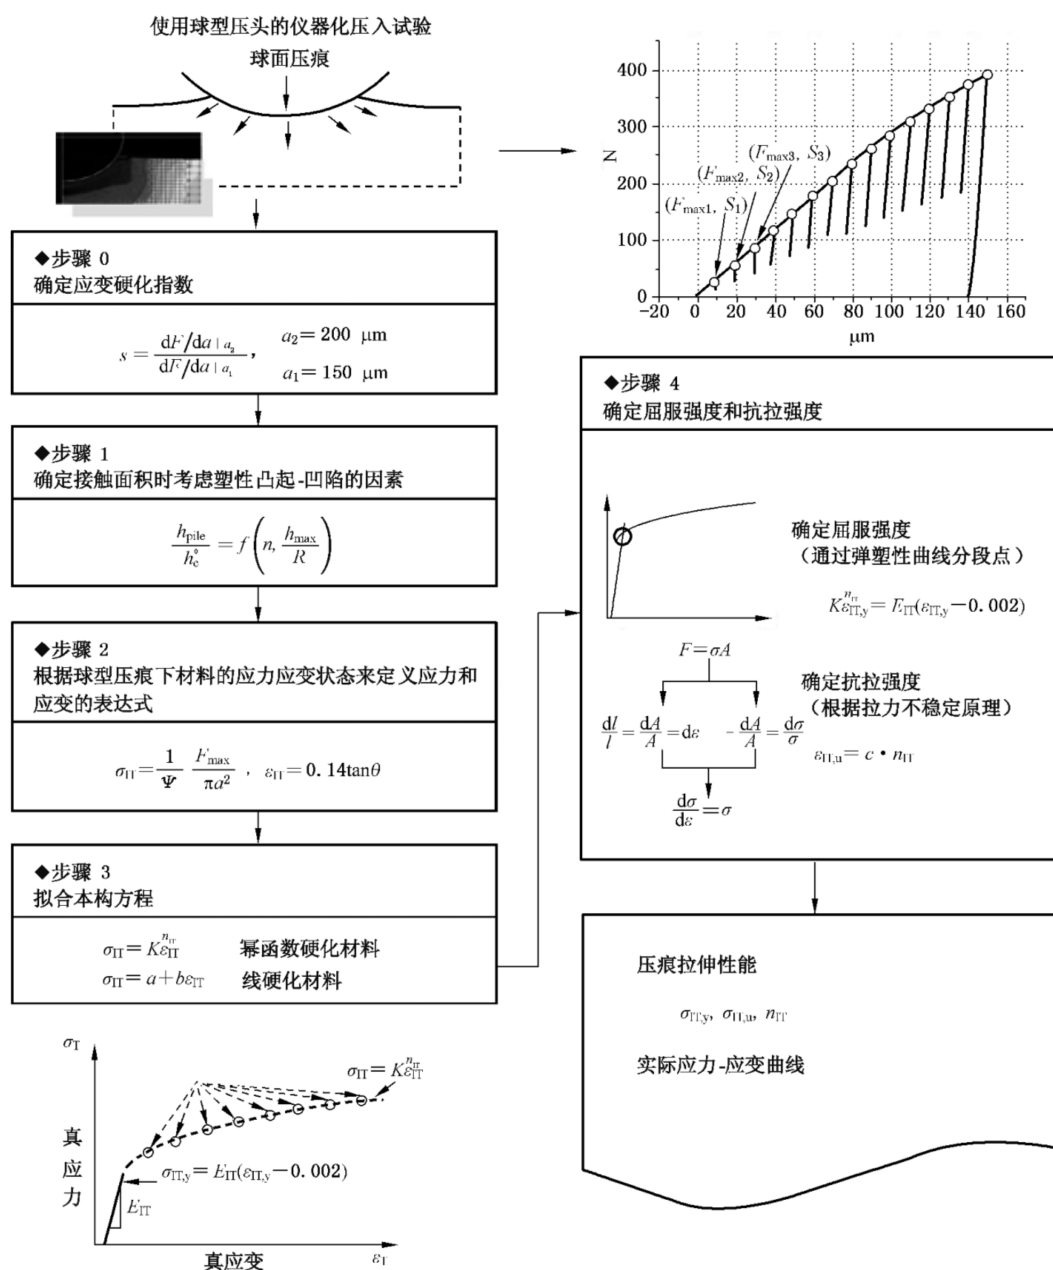 使用球型压头的仪器化压入试验
球面压痕
N
400
300
200
100
0
(Fmax1, S1)
(Fmax2, S2)
(Fmax3, S3)
-20 0 20 40 60 80 100 120 140 160
μm
◆步骤 0
确定应变硬化指数
s = (dF/da|a₂)/(dF/da|a₁), a₂ = 200 μm
a₁ = 150 μm
◆步骤 1
确定接触面积时考虑塑性凸起-凹陷的因素
h_pile/h_c* = f(n, h_max/R)
◆步骤 2
根据球型压痕下材料的应力应变状态来定义应力和
应变的表达式
σ_IT = (1/Ψ) (F_max/πa²), ε_IT = 0.14tanθ
◆步骤 3
拟合本构方程
σ_IT = Kε_IT^n_IT 幂函数硬化材料
σ_IT = a+bε_IT 线硬化材料
σ_T
σ_IT = Kε_IT^n_IT
真应力
σ_IT,y = E_IT(ε_IT,y−0.002)
E_IT
真应变
ε_T
◆步骤 4
确定屈服强度和抗拉强度
确定屈服强度
（通过弹塑性曲线分段点）
Kε_IT,y^n_IT = E_IT(ε_IT,y−0.002)
F=σA
确定抗拉强度
（根据拉力不稳定原理）
dl/l = dA/A = dε -dA/A = dσ/σ
ε_IT,u = c • n_IT
dσ/dε = σ
压痕拉伸性能
σ_IT,y, σ_IT,u, n_IT
实际应力-应变曲线